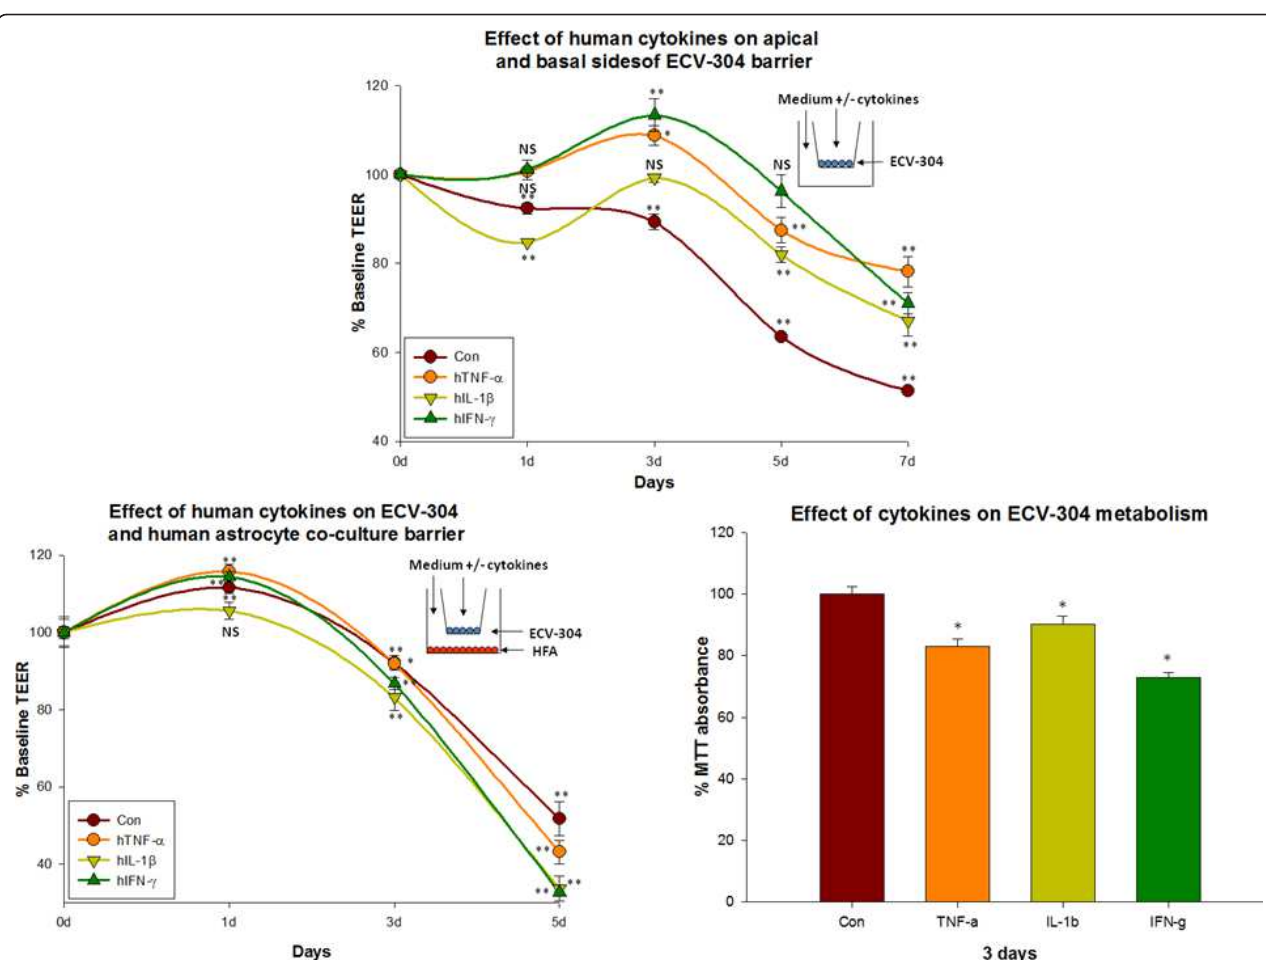 Effect of human cytokines on apical
and basal sidesof ECV-304 barrier
120
100
80
60
40
% Baseline TEER
** 
*
NS
NS
**
**
NS
**
NS
**
**
**
**
**
**
**
Medium +/- cytokines
ECV-304
Con
hTNF-α
hIL-1β
hIFN-γ
0d 1d 3d 5d 7d
Days
Effect of human cytokines on ECV-304
and human astrocyte co-culture barrier
120
100
80
60
40
% Baseline TEER
**
**
**
NS
**
*
**
**
**
**
**
**
Medium +/- cytokines
ECV-304
HFA
Con
hTNF-α
hIL-1β
hIFN-γ
0d 1d 3d 5d
Days
Effect of cytokines on ECV-304 metabolism
120
100
80
60
40
20
0
% MTT absorbance
*
*
*
Con TNF-a IL-1b IFN-g
3 days